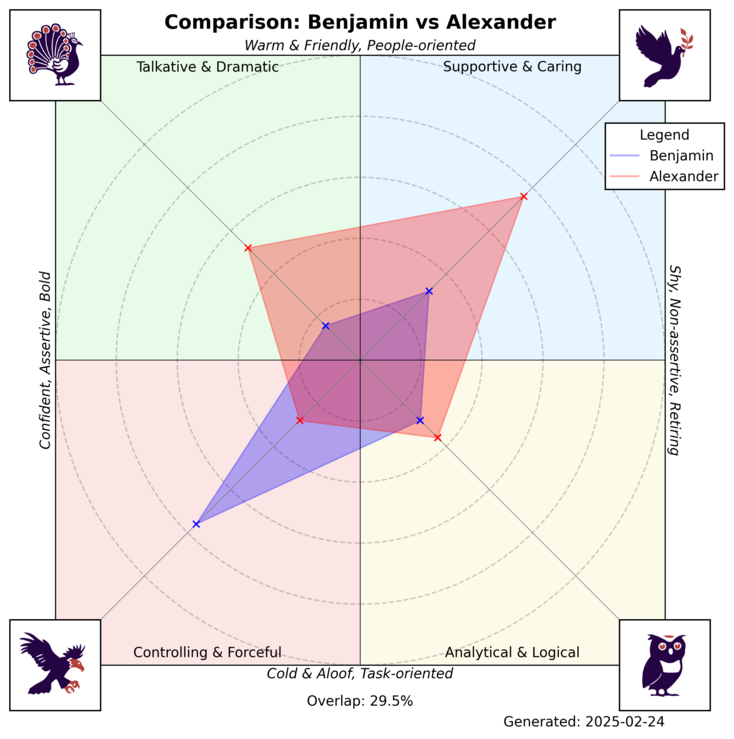 Comparison: Benjamin vs Alexander
Warm & Friendly, People-oriented
Talkative & Dramatic
Supportive & Caring
Legend
Benjamin
Alexander
Confident, Assertive, Bold
Shy, Non-assertive, Retiring
Controlling & Forceful
Analytical & Logical
Cold & Aloof, Task-oriented
Overlap: 29.5%
Generated: 2025-02-24